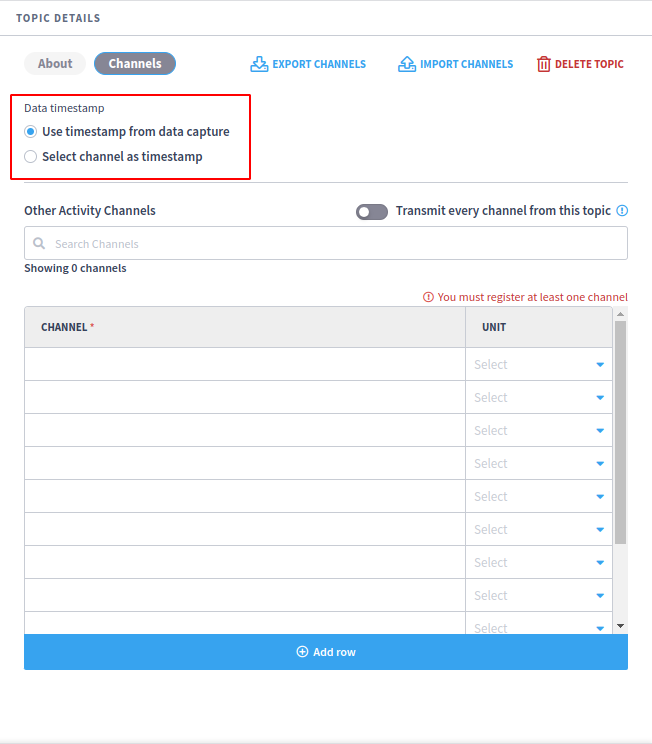 TOPIC DETAILS
About Channels EXPORT CHANNELS IMPORT CHANNELS DELETE TOPIC
Data timestamp
Use timestamp from data capture
Select channel as timestamp
Other Activity Channels Transmit every channel from this topic
Search Channels
Showing 0 channels
You must register at least one channel
CHANNEL * UNIT
Select
Select
Select
Select
Select
Select
Select
Select
Select
Add row